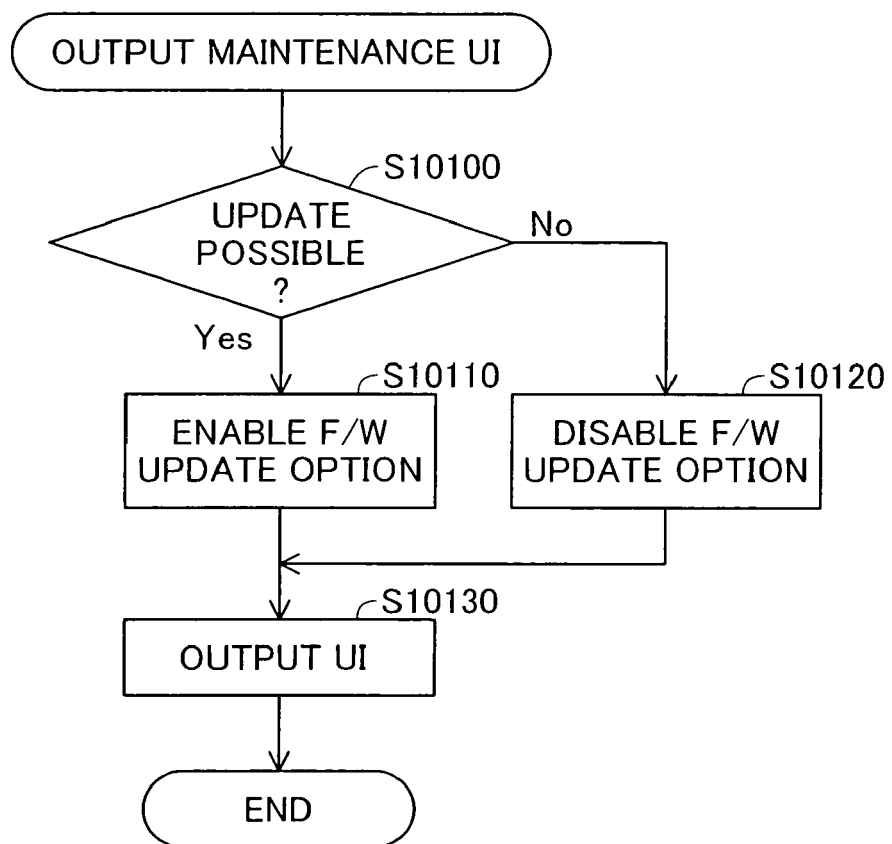 OUTPUT MAINTENANCE UI
S10100
UPDATE
POSSIBLE
?
No
Yes
S10110
S10120
ENABLE F/W
UPDATE OPTION
DISABLE F/W
UPDATE OPTION
S10130
OUTPUT UI
END